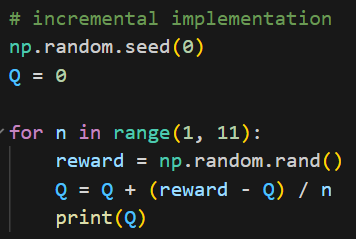 # incremental implementation
np.random.seed(0)
Q = 0

for n in range(1, 11):
    reward = np.random.rand()
    Q = Q + (reward - Q) / n
    print(Q)